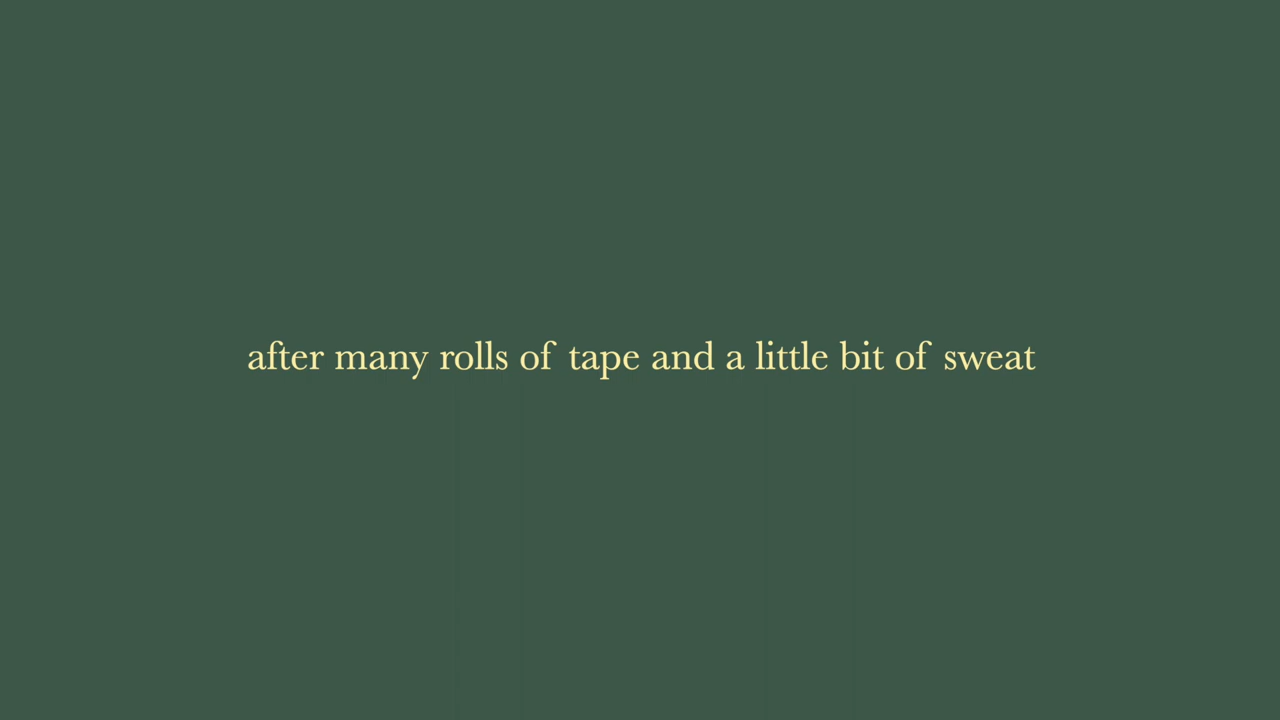 after many rolls of tape and a little bit of sweat